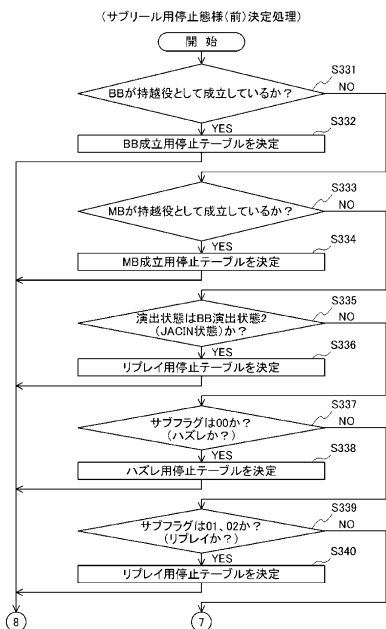 (サブリール用停止態様(前)決定処理)
開 始
S331
BBが持越役として成立しているか?
NO
YES
S332
BB成立用停止テーブルを決定
S333
MBが持越役として成立しているか?
NO
YES
S334
MB成立用停止テーブルを決定
S335
演出状態はBB演出状態2
(JACIN状態)か?
NO
YES
S336
リプレイ用停止テーブルを決定
S337
サブフラグは00か?
(ハズレか?)
NO
YES
S338
ハズレ用停止テーブルを決定
S339
サブフラグは01、02か?
(リプレイか?)
NO
YES
S340
リプレイ用停止テーブルを決定
8
7